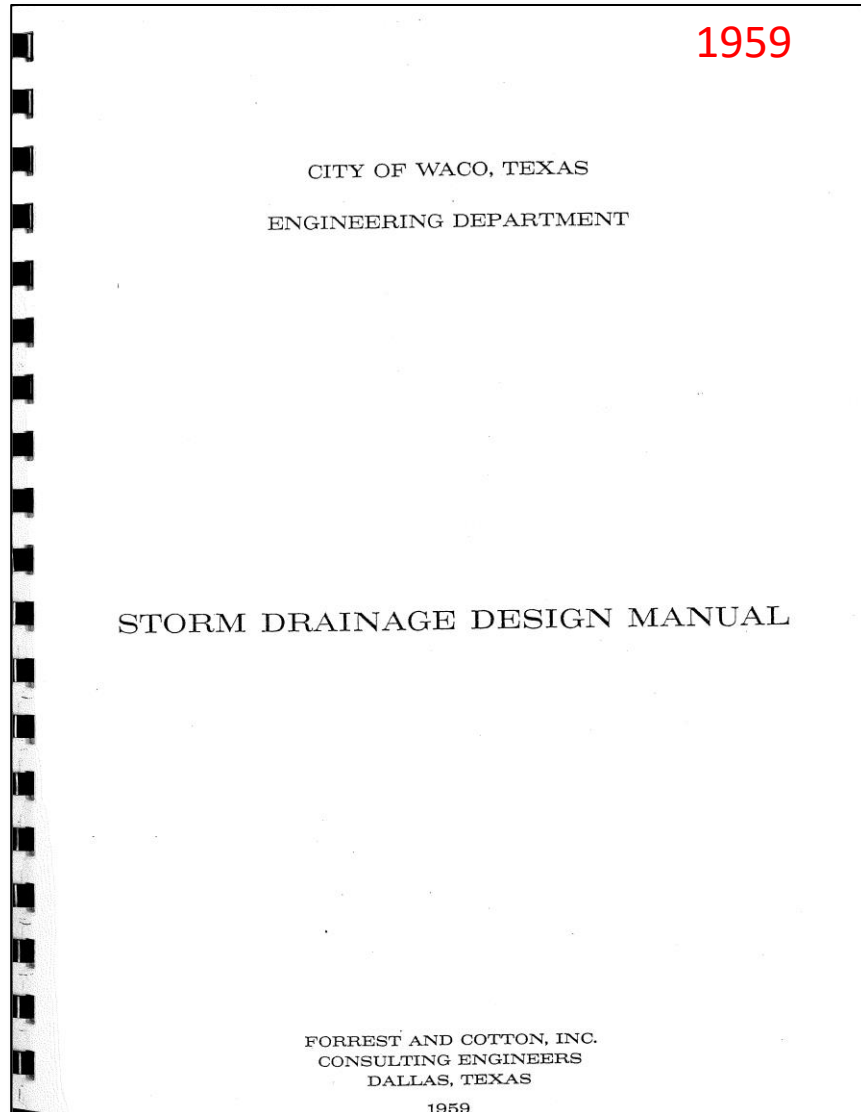 1959
CITY OF WACO, TEXAS
ENGINEERING DEPARTMENT
STORM DRAINAGE DESIGN MANUAL
FORREST AND COTTON, INC.
CONSULTING ENGINEERS
DALLAS, TEXAS
1959